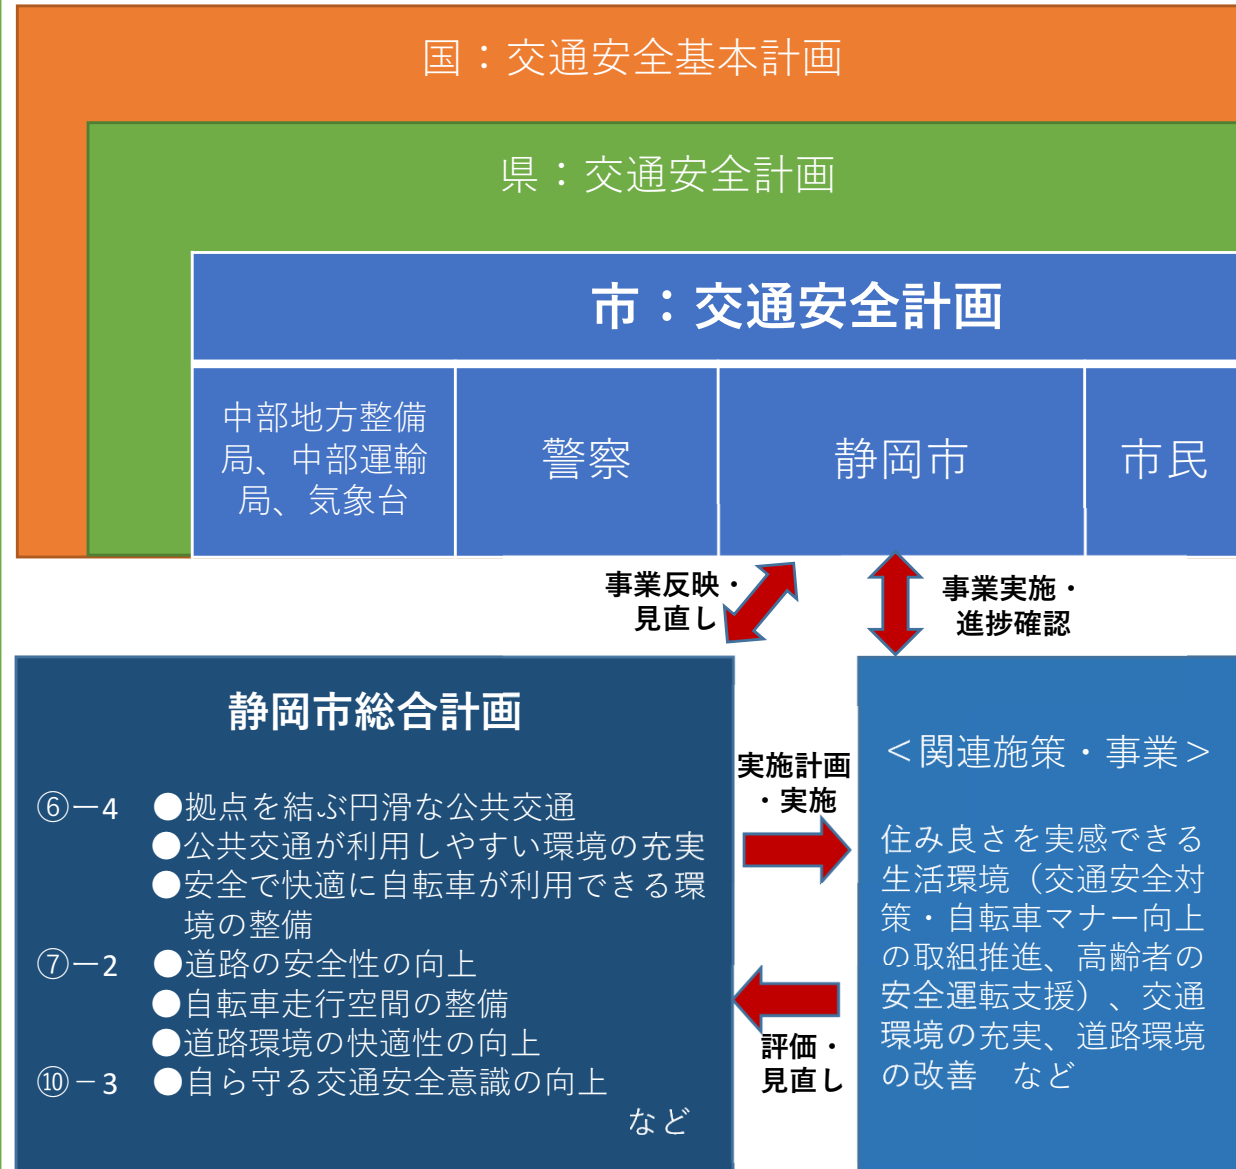 国：交通安全基本計画
県：交通安全計画
市：交通安全計画
中部地方整備
局、中部運輸
局、気象台
警察
静岡市
市民
事業反映・
見直し
事業実施・
進捗確認
静岡市総合計画
⑥－4 ●拠点を結ぶ円滑な公共交通
●公共交通が利用しやすい環境の充実
●安全で快適に自転車が利用できる環
境の整備
⑦－2 ●道路の安全性の向上
●自転車走行空間の整備
●道路環境の快適性の向上
⑩－3 ●自ら守る交通安全意識の向上
など
実施計画
・実施
評価・
見直し
＜関連施策・事業＞
住み良さを実感できる
生活環境（交通安全対
策・自転車マナー向上
の取組推進、高齢者の
安全運転支援）、交通
環境の充実、道路環境
の改善　など